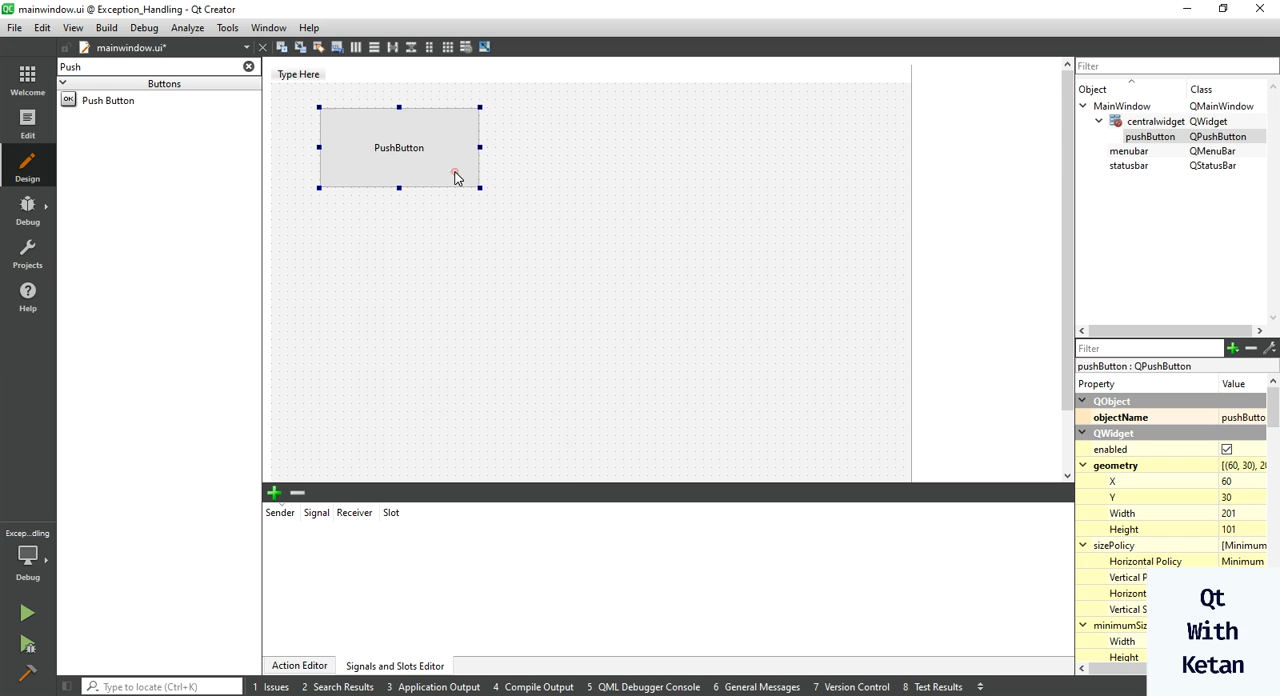 mainwindow.ui @ Exception_Handling - Qt Creator
File Edit View Build Debug Analyze Tools Window Help
mainwindow.ui*
Push
Buttons
OK Push Button
Welcome
Edit
Design
Debug
Projects
Help
Excep...dling
Debug
Type Here
PushButton
Sender Signal Receiver Slot
Action Editor Signals and Slots Editor
Filter
Object Class
MainWindow QMainWindow
centralwidget QWidget
pushButton QPushButton
menubar QMenuBar
statusbar QStatusBar
Filter
pushButton : QPushButton
Property Value
QObject
objectName pushButto
QWidget
enabled
geometry [(60, 30), 20
X 60
Y 30
Width 201
Height 101
sizePolicy [Minimum
Horizontal Policy Minimum
Vertical P
Horizont
Vertical S
minimumSiz
Width
Height
Qt
With
Ketan
Type to locate (Ctrl+K) 1 Issues 2 Search Results 3 Application Output 4 Compile Output 5 QML Debugger Console 6 General Messages 7 Version Control 8 Test Results